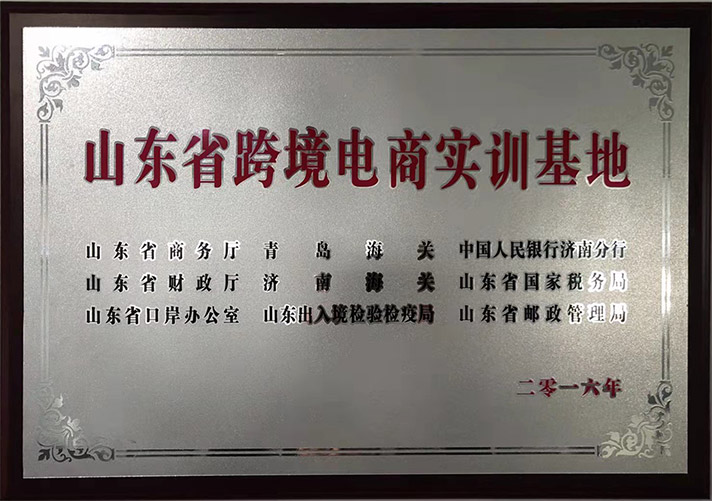 山东省跨境电商实训基地
山东省商务厅 青岛海关 中国人民银行济南分行
山东省财政厅 济南海关 山东省国家税务局
山东省口岸办公室 山东出入境检验检疫局 山东省邮政管理局
二零一六年